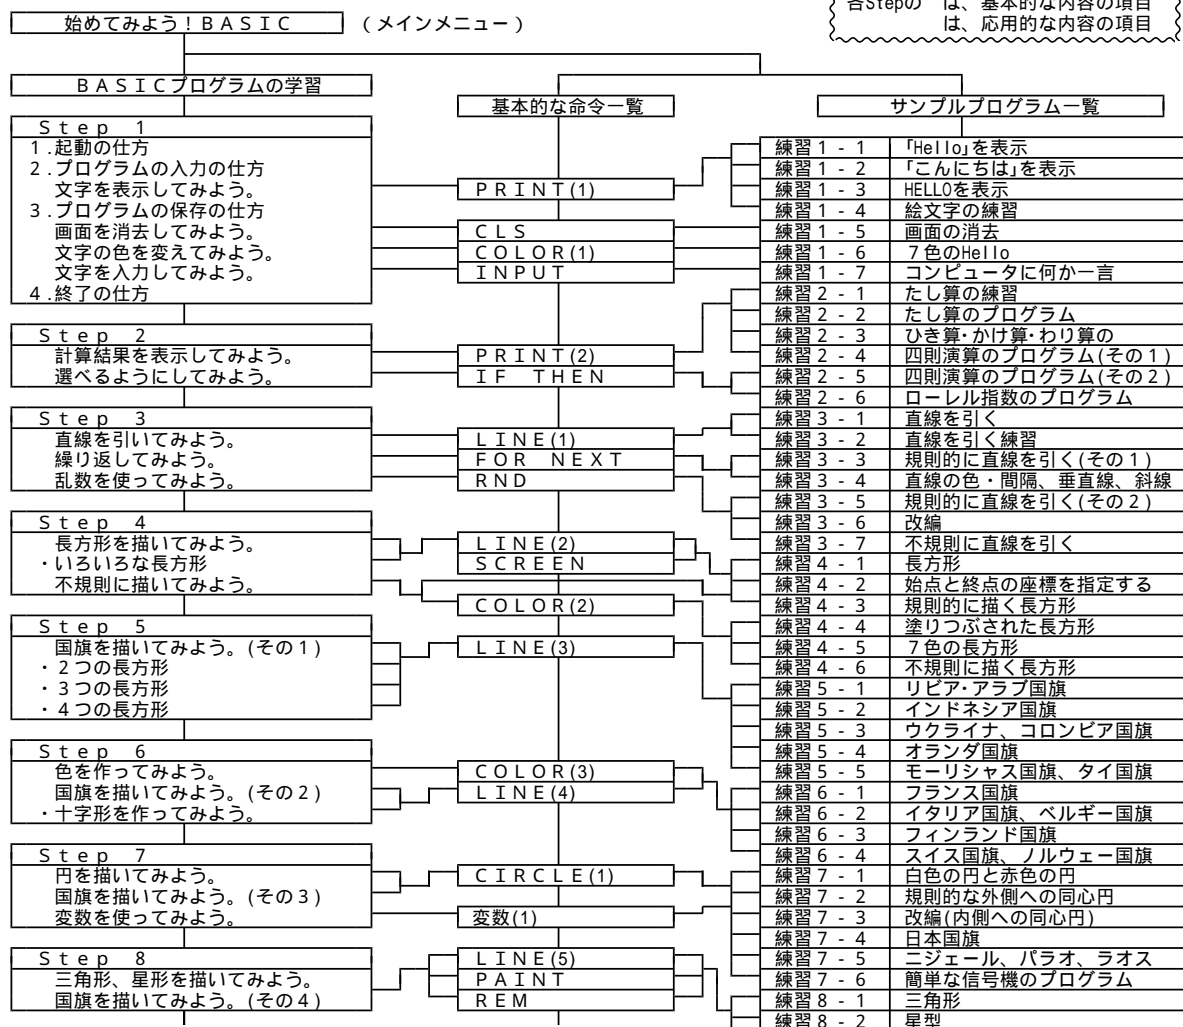 各Stepの　は、基本的な内容の項目
は、応用的な内容の項目
始めてみよう！ＢＡＳＩＣ （メインメニュー）
ＢＡＳＩＣプログラムの学習
Ｓｔｅｐ　１
１.起動の仕方
２.プログラムの入力の仕方
文字を表示してみよう。
３.プログラムの保存の仕方
画面を消去してみよう。
文字の色を変えてみよう。
文字を入力してみよう。
４.終了の仕方
Ｓｔｅｐ　２
計算結果を表示してみよう。
選べるようにしてみよう。
Ｓｔｅｐ　３
直線を引いてみよう。
繰り返してみよう。
乱数を使ってみよう。
Ｓｔｅｐ　４
長方形を描いてみよう。
・いろいろな長方形
不規則に描いてみよう。
Ｓｔｅｐ　５
国旗を描いてみよう。(その１)
・２つの長方形
・３つの長方形
・４つの長方形
Ｓｔｅｐ　６
色を作ってみよう。
国旗を描いてみよう。(その２)
・十字形を作ってみよう。
Ｓｔｅｐ　７
円を描いてみよう。
国旗を描いてみよう。(その３)
変数を使ってみよう。
Ｓｔｅｐ　８
三角形、星形を描いてみよう。
国旗を描いてみよう。(その４)
基本的な命令一覧
ＰＲＩＮＴ(1)
ＣＬＳ
ＣＯＬＯＲ(1)
ＩＮＰＵＴ
ＰＲＩＮＴ(2)
ＩＦ　ＴＨＥＮ
ＬＩＮＥ(1)
ＦＯＲ　ＮＥＸＴ
ＲＮＤ
ＬＩＮＥ(2)
ＳＣＲＥＥＮ
ＣＯＬＯＲ(2)
ＬＩＮＥ(3)
ＣＯＬＯＲ(3)
ＬＩＮＥ(4)
ＣＩＲＣＬＥ(1)
変数(1)
ＬＩＮＥ(5)
ＰＡＩＮＴ
ＲＥＭ
サンプルプログラム一覧
練習１‐１ 「Hello」を表示
練習１‐２ 「こんにちは」を表示
練習１‐３ HELLOを表示
練習１‐４ 絵文字の練習
練習１‐５ 画面の消去
練習１‐６ ７色のHello
練習１‐７ コンピュータに何か一言
練習２‐１ たし算の練習
練習２‐２ たし算のプログラム
練習２‐３ ひき算・かけ算・わり算の
練習２‐４ 四則演算のプログラム(その１)
練習２‐５ 四則演算のプログラム(その２)
練習２‐６ ローレル指数のプログラム
練習３‐１ 直線を引く
練習３‐２ 直線を引く練習
練習３‐３ 規則的に直線を引く(その１)
練習３‐４ 直線の色・間隔、垂直線、斜線
練習３‐５ 規則的に直線を引く(その２)
練習３‐６ 改編
練習３‐７ 不規則に直線を引く
練習４‐１ 長方形
練習４‐２ 始点と終点の座標を指定する
練習４‐３ 規則的に描く長方形
練習４‐４ 塗りつぶされた長方形
練習４‐５ ７色の長方形
練習４‐６ 不規則に描く長方形
練習５‐１ リビア・アラブ国旗
練習５‐２ インドネシア国旗
練習５‐３ ウクライナ、コロンビア国旗
練習５‐４ オランダ国旗
練習５‐５ モーリシャス国旗、タイ国旗
練習６‐１ フランス国旗
練習６‐２ イタリア国旗、ベルギー国旗
練習６‐３ フィンランド国旗
練習６‐４ スイス国旗、ノルウェー国旗
練習７‐１ 白色の円と赤色の円
練習７‐２ 規則的な外側への同心円
練習７‐３ 改編(内側への同心円)
練習７‐４ 日本国旗
練習７‐５ ニジェール、パラオ、ラオス
練習７‐６ 簡単な信号機のプログラム
練習８‐１ 三角形
練習８‐２ 星型